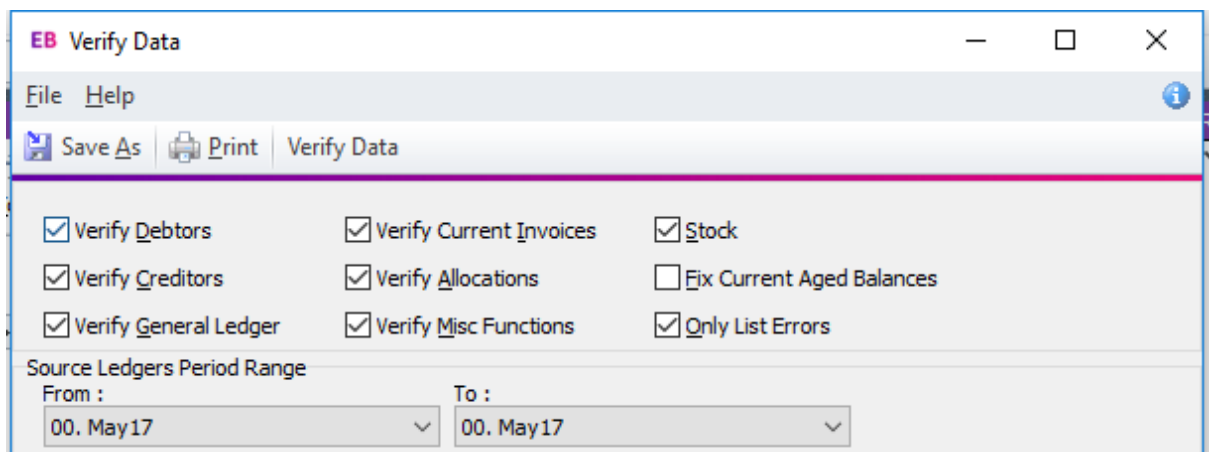 EB Verify Data
File Help
Save As Print Verify Data
Verify Debtors Verify Current Invoices Stock
Verify Creditors Verify Allocations Fix Current Aged Balances
Verify General Ledger Verify Misc Functions Only List Errors
Source Ledgers Period Range
From : To :
00. May17 00. May17